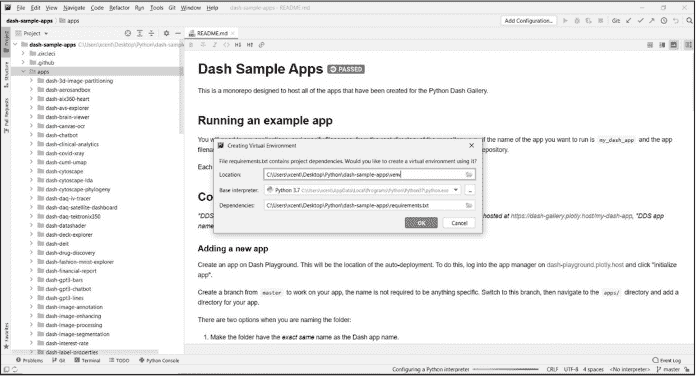 File Edit View Navigate Code Refactor Run Tools Git Window Help dash-sample-apps - README.md
dash-sample-apps apps
Add Configuration... Git:
Project README.md
dash-sample-apps C:\Users\xcent\Desktop\Python\dash-sample
.circleci
.github
apps
dash-3d-image-partitioning
dash-aerosandbox
dash-aix360-heart
dash-avs-explorer
dash-brain-viewer
dash-canvas-ocr
dash-chatbot
dash-clinical-analytics
dash-covid-xray
dash-cuml-umap
dash-cytoscape
dash-cytoscape-lda
dash-cytoscape-phylogeny
dash-daq-iv-tracer
dash-daq-satellite-dashboard
dash-daq-tektronix350
dash-datashader
dash-deck-explorer
dash-deit
dash-drug-discovery
dash-fashion-mnist-explorer
dash-financial-report
dash-gpt3-bars
dash-gpt3-chatbot
dash-gpt3-lines
dash-image-annotation
dash-image-enhancing
dash-image-processing
dash-image-segmentation
dash-interest-rate
dash-label-properties
Project
Structure
Pull Requests
Favorites
Dash Sample Apps PASSED
This is a monorepo designed to host all of the apps that have been created for the Python Dash Gallery.
Running an example app
if the name of the app you want to run is my_dash_app and the app
filenam
repository.
Each
Co
"DDS
hosted at https://dash-gallery.plotly.host/my-dash-app, "DDS app
name"
Creating Virtual Environment
File requirements.txt contains project dependencies. Would you like to create a virtual environment using it?
Location: C:\Users\xcent\Desktop\Python\dash-sample-apps\venv
Base interpreter: Python 3.7 C:\Users\xcent\AppData\Local\Programs\Python\Python37\python.exe
Dependencies: C:\Users\xcent\Desktop\Python\dash-sample-apps\requirements.txt
OK Cancel
Adding a new app
Create an app on Dash Playground. This will be the location of the auto-deployment. To do this, log into the app manager on dash-playground.plotly.host and click "initialize
app".
Create a branch from master to work on your app, the name is not required to be anything specific. Switch to this branch, then navigate to the apps/ directory and add a
directory for your app.
There are two options when you are naming the folder:
1. Make the folder have the exact same name as the Dash app name.
Problems Git Terminal TODO Python Console Event Log
Configuring a Python interpreter CRLF UTF-8 4 spaces <No interpreter> master